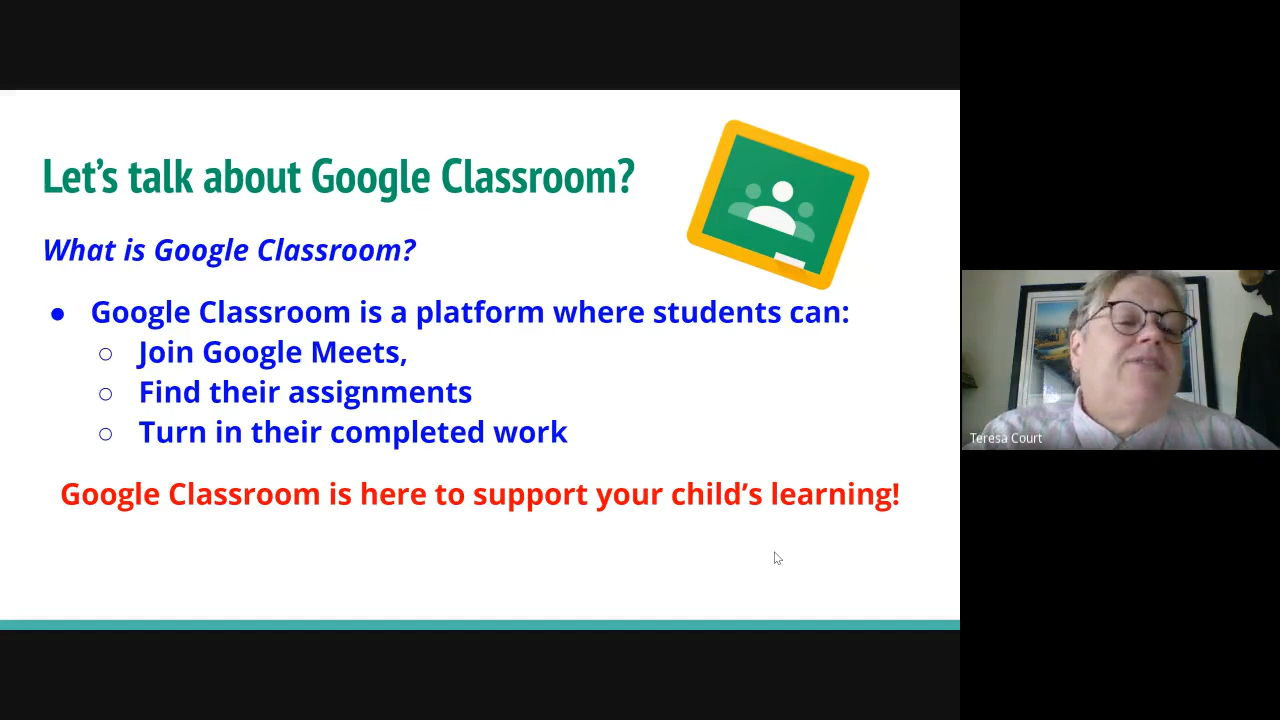 Let's talk about Google Classroom?
What is Google Classroom?
● Google Classroom is a platform where students can:
○ Join Google Meets,
○ Find their assignments
○ Turn in their completed work
Google Classroom is here to support your child's learning!
Teresa Court